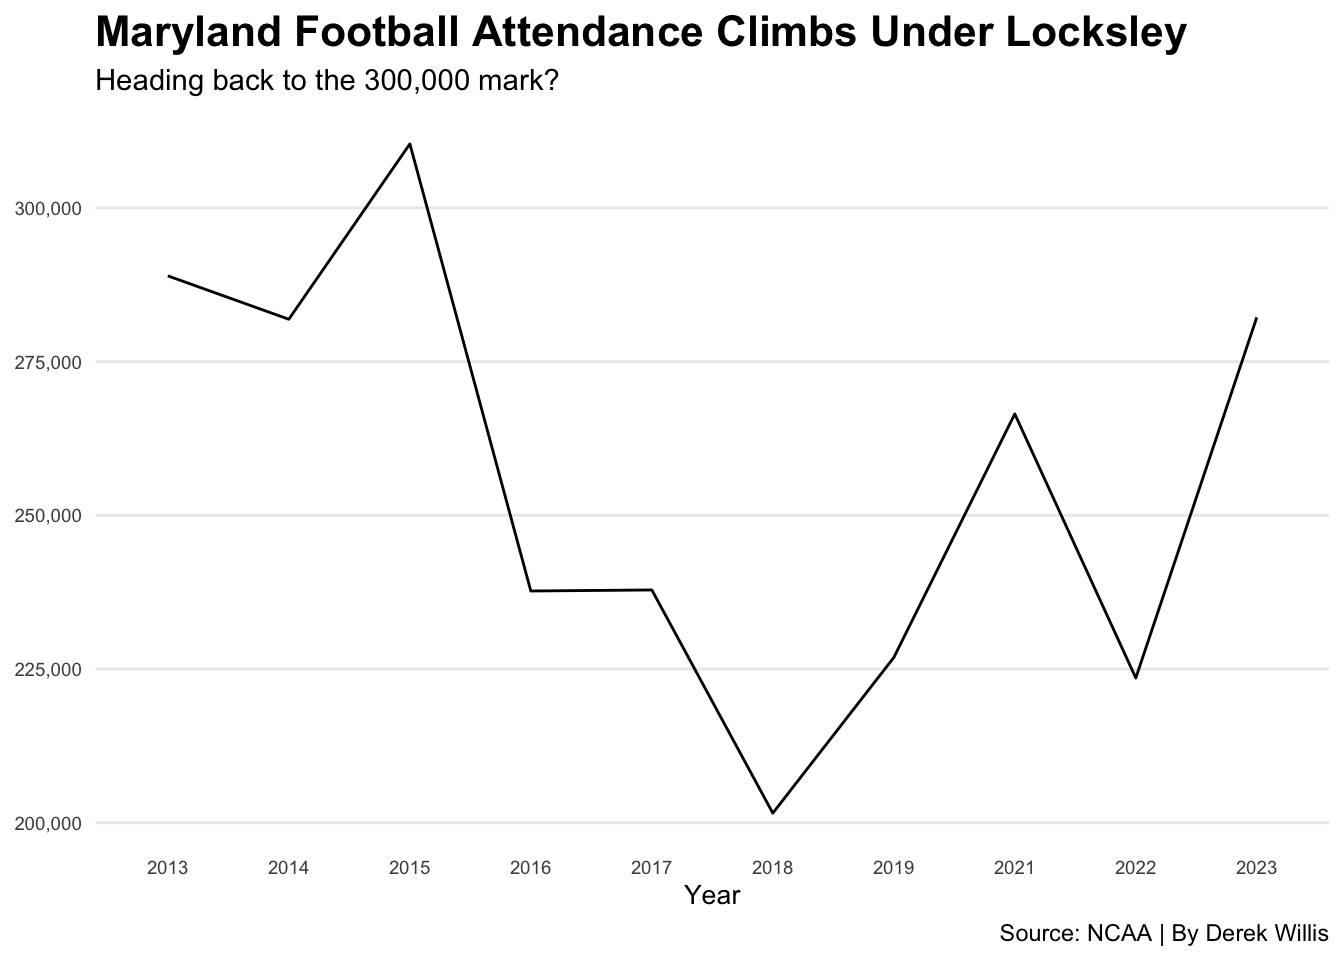 Maryland Football Attendance Climbs Under Locksley
Heading back to the 300,000 mark?
300,000
275,000
250,000
225,000
200,000
2013 2014 2015 2016 2017 2018 2019 2021 2022 2023
Year
Source: NCAA | By Derek Willis